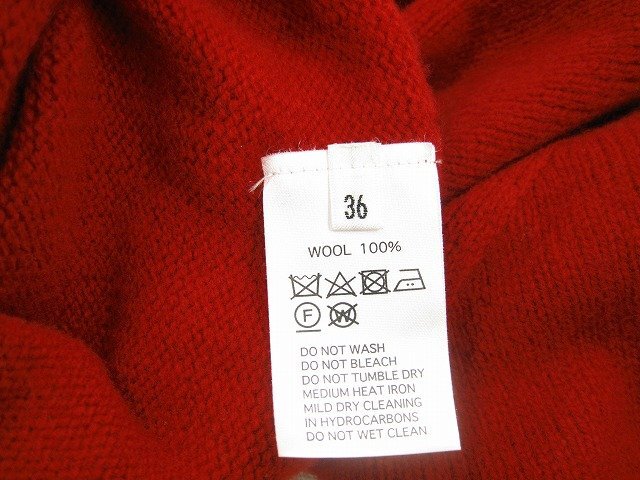 36
WOOL 100%
F W
DO NOT WASH
DO NOT BLEACH
DO NOT TUMBLE DRY
MEDIUM HEAT IRON
MILD DRY CLEANING
IN HYDROCARBONS
DO NOT WET CLEAN